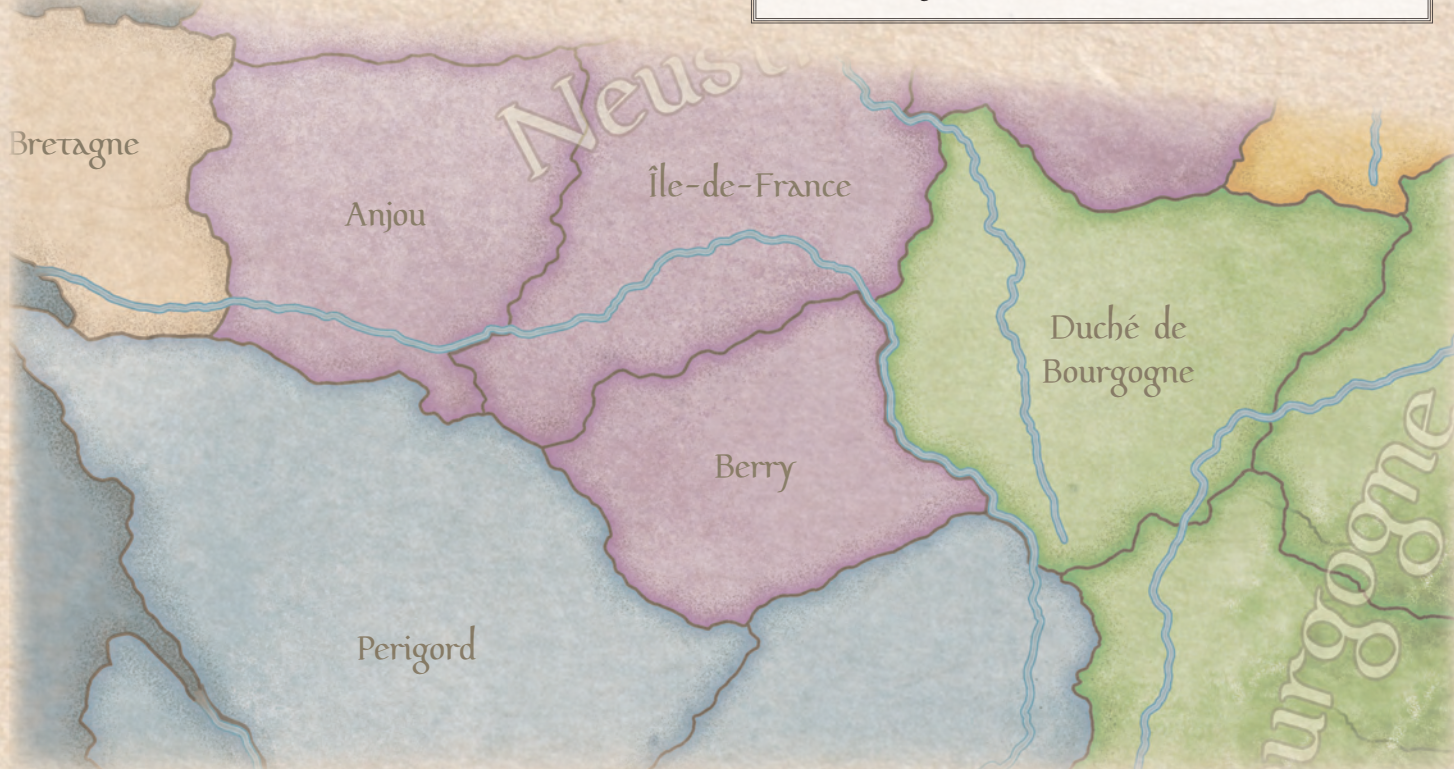 Neust
Bretagne
Île-de-France
Anjou
Duché de
Bourgogne
Berry
urgogne
Perigord